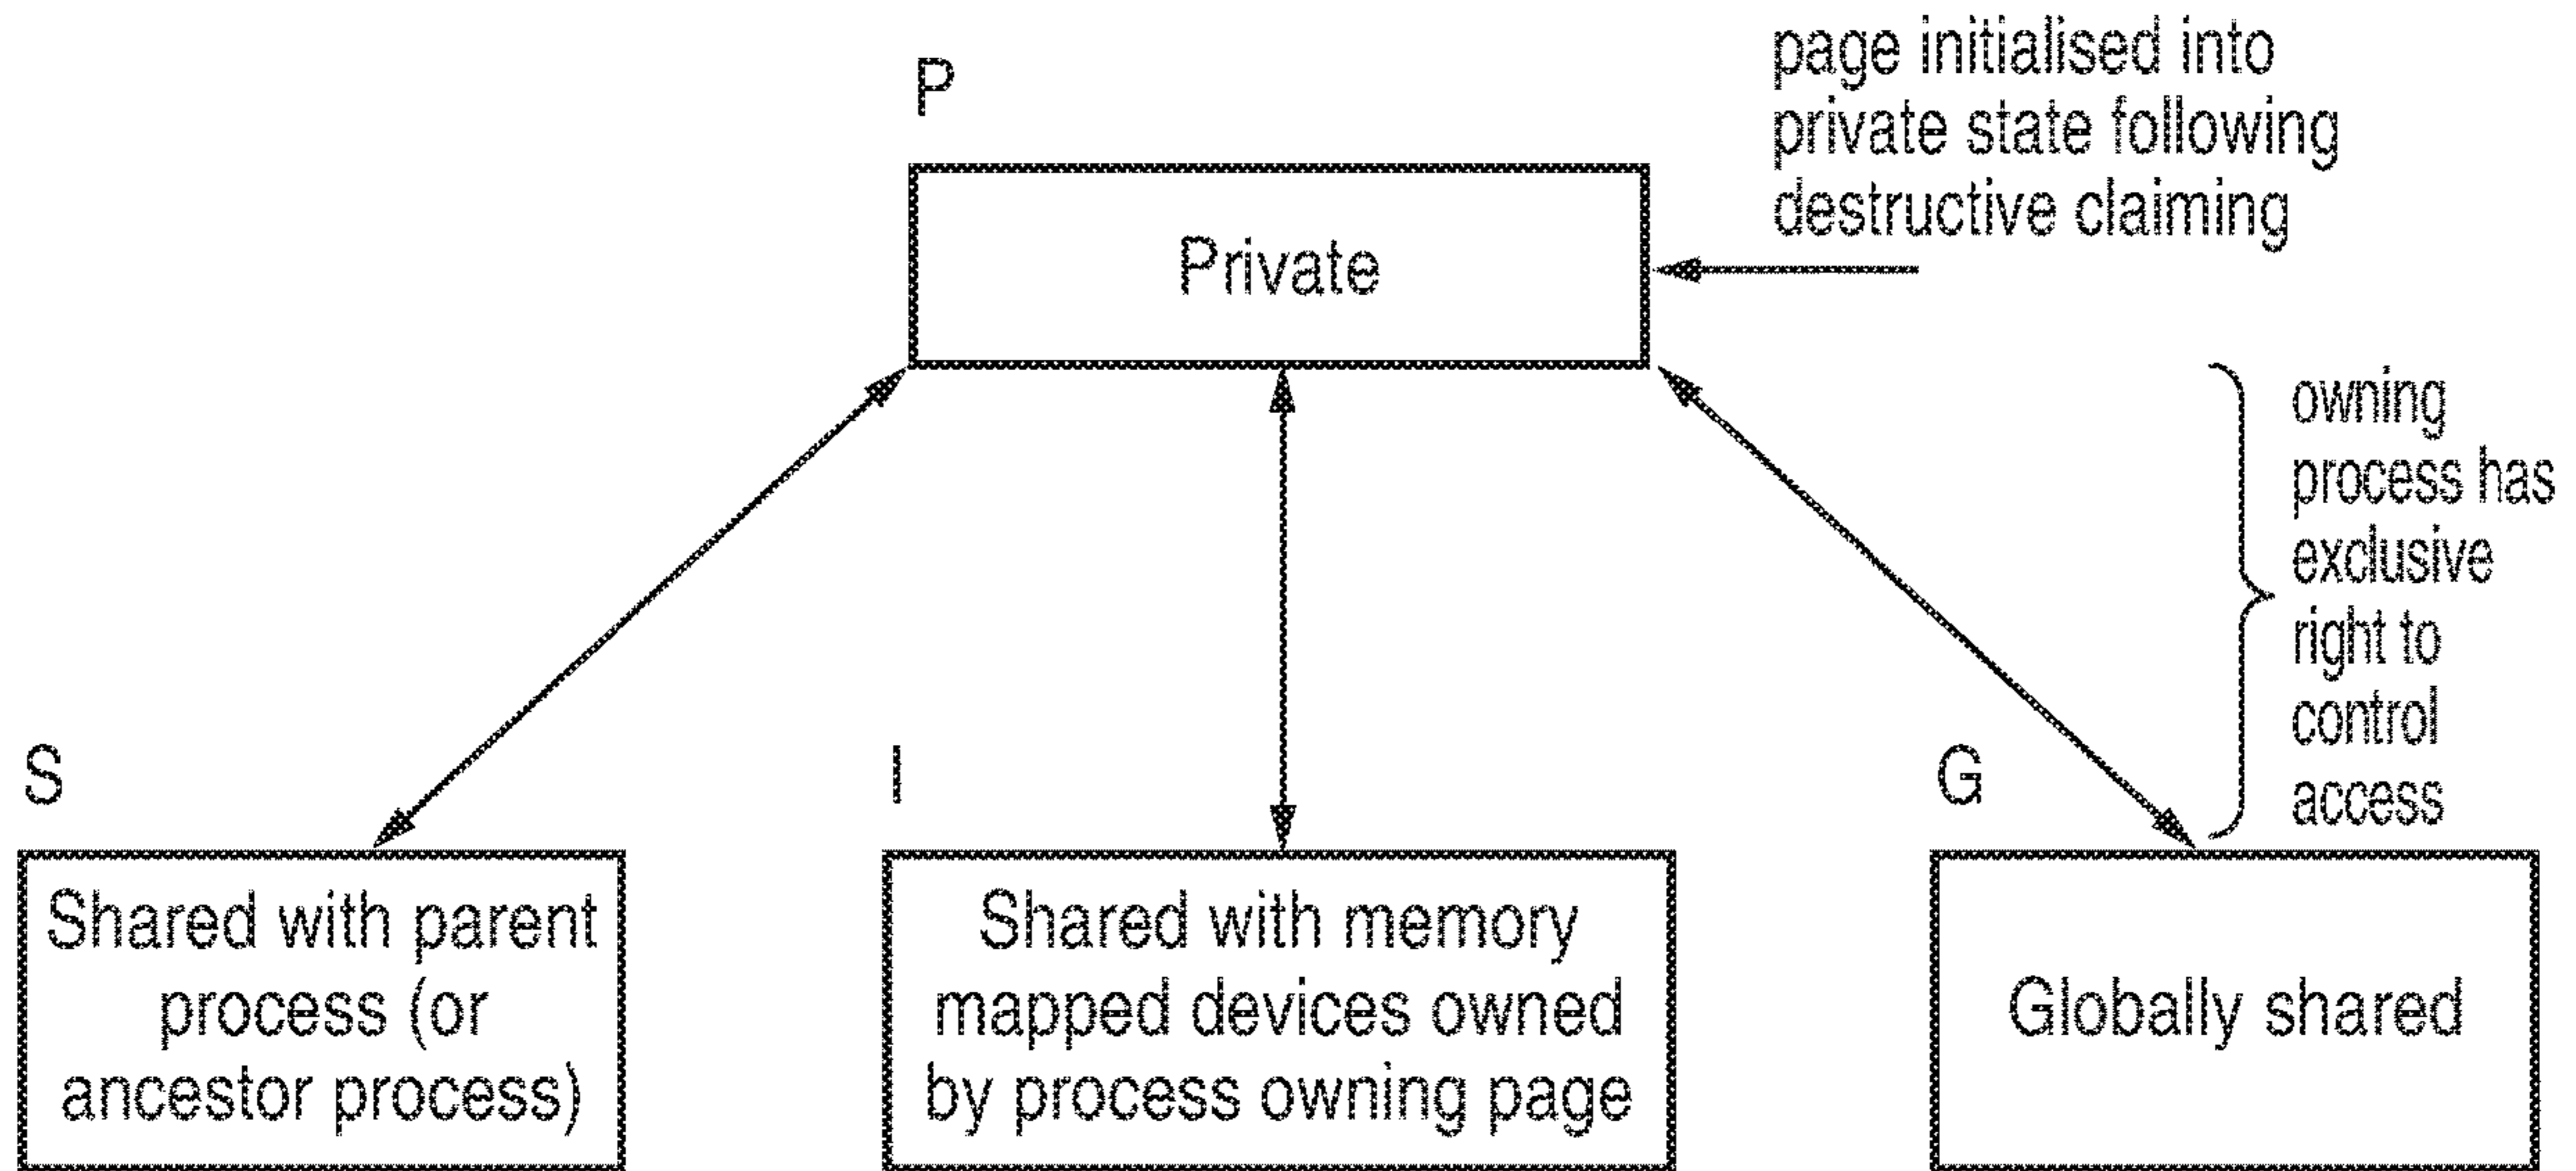 P
page initialised into
private state following
destructive claiming
Private
owning
process has
exclusive
right to
control
access
S
I
G
Shared with parent
process (or
ancestor process)
Shared with memory
mapped devices owned
by process owning page
Globally shared